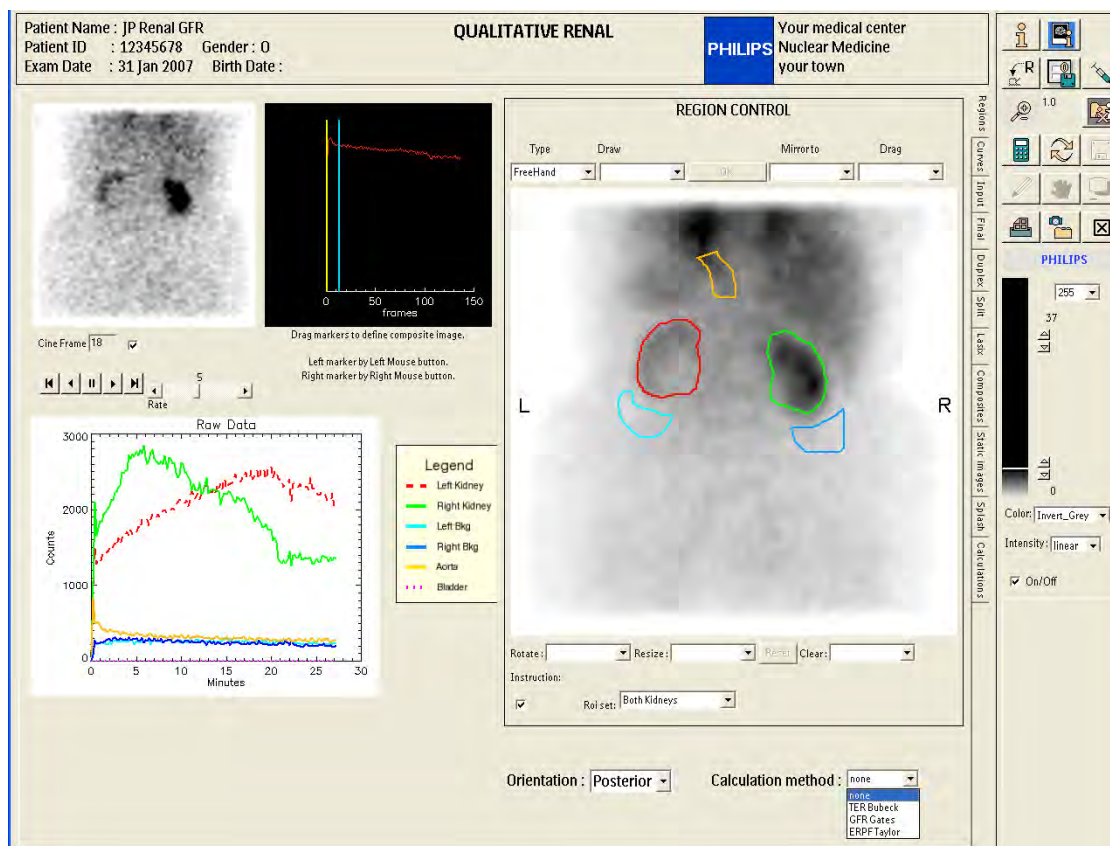 Patient Name : JP Renal GFR
Patient ID : 12345678 Gender : O
Exam Date : 31 Jan 2007 Birth Date :
QUALITATIVE RENAL
PHILIPS
Your medical center
Nuclear Medicine
your town
Cine Frame 18
5
Rate
0 50 100 150
frames
Drag markers to define composite image.
Left marker by Left Mouse button.
Right marker by Right Mouse button.
Raw Data
3000
2000
1000
0
Counts
0 5 10 15 20 25 30
Minutes
Legend
Left Kidney
Right Kidney
Left Bkg
Right Bkg
Aorta
Bladder
REGION CONTROL
Type Draw Mirror to Drag
FreeHand OK
L R
Rotate : Resize : Reset Clear :
Instruction:
Roi set: Both Kidneys
Orientation : Posterior Calculation method : none
none
TER Bubeck
GFR Gates
ERPF Taylor
Regions
Curves
Input
Final
Duplex
Split
Lasix
Composites
Static images
Splash
Calculations
R
1.0
PHILIPS
255
37
0
Color: Invert_Grey
Intensity: linear
On/Off